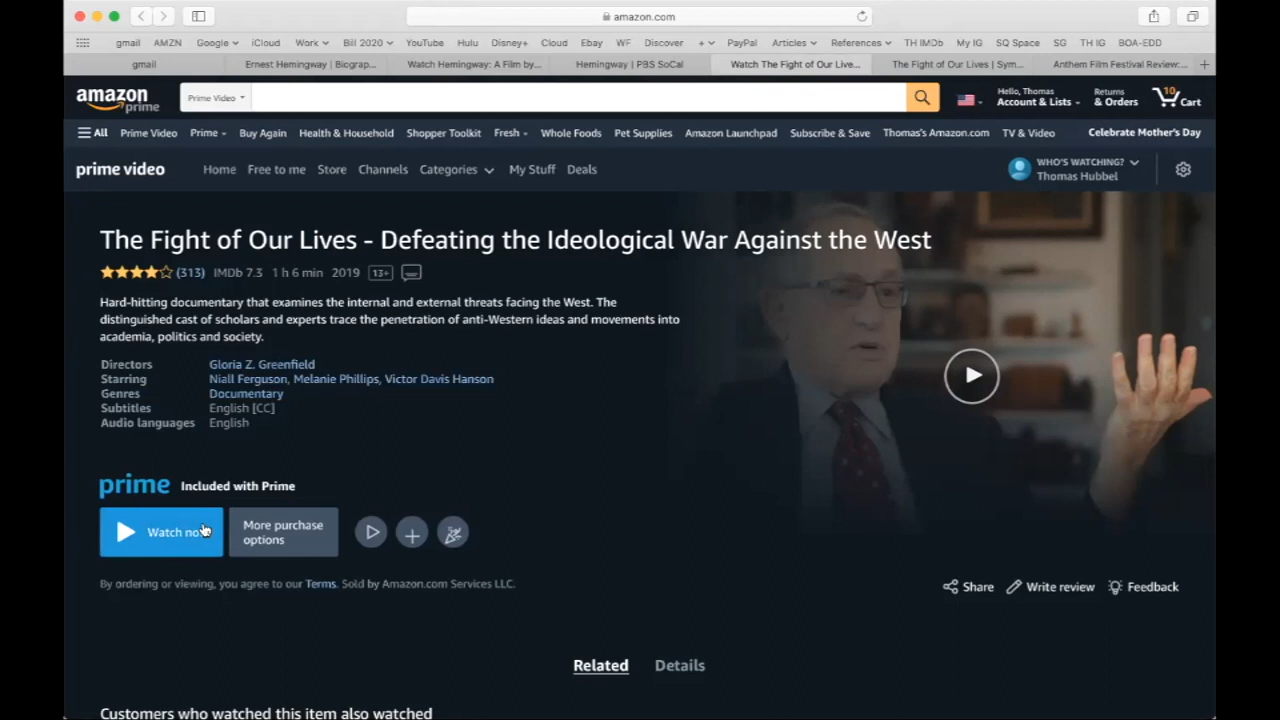 amazon.com
gmail AMZN Google iCloud Work Bill 2020 YouTube Hulu Disney+ Cloud Ebay WF Discover + PayPal Articles References TH IMDb My IG SQ Space SG TH IG BOA-EDD
gmail Ernest Hemingway | Biograp... Watch Hemingway: A Film by... Hemingway | PBS SoCal Watch The Fight of Our Live... The Fight of Our Lives | Sym... Anthem Film Festival Review:... +
amazon prime Prime Video Hello, Thomas Account & Lists Returns & Orders 10 Cart
All Prime Video Prime Buy Again Health & Household Shopper Toolkit Fresh Whole Foods Pet Supplies Amazon Launchpad Subscribe & Save Thomas's Amazon.com TV & Video Celebrate Mother's Day
prime video Home Free to me Store Channels Categories My Stuff Deals WHO'S WATCHING? Thomas Hubbel
The Fight of Our Lives - Defeating the Ideological War Against the West
(313) IMDb 7.3 1 h 6 min 2019 13+
Hard-hitting documentary that examines the internal and external threats facing the West. The
distinguished cast of scholars and experts trace the penetration of anti-Western ideas and movements into
academia, politics and society.
Directors Gloria Z. Greenfield
Starring Niall Ferguson, Melanie Phillips, Victor Davis Hanson
Genres Documentary
Subtitles English [CC]
Audio languages English
prime Included with Prime
Watch now More purchase options
By ordering or viewing, you agree to our Terms. Sold by Amazon.com Services LLC.
Share Write review Feedback
Related Details
Customers who watched this item also watched